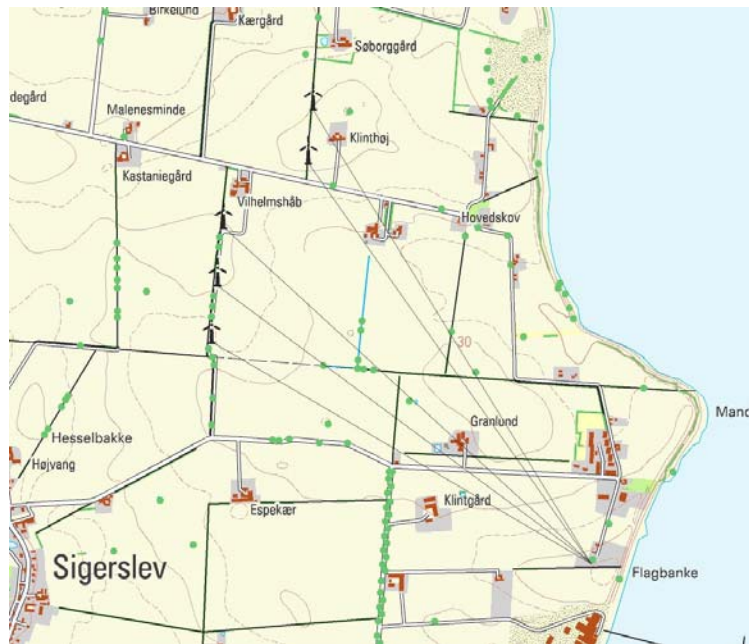 Birkelund
Kærgård
Søborggård
degård
Malenesminde
Klinthøj
Kastaniegård
Vilhelmshåb
Hovedskov
30
Granlund
Mand
Hesselbakke
Højvang
Klintgård
Espekær
Sigerslev
Flagbanke